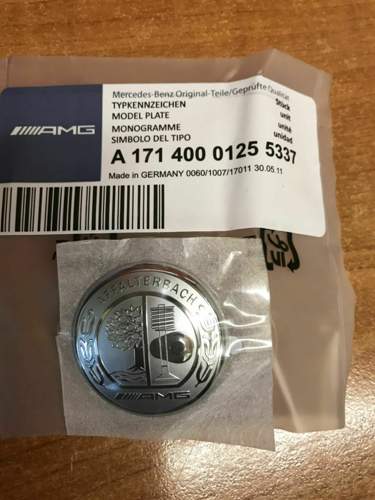 Mercedes-Benz Original-Teile/Geprüfte Qualität
TYPKENNZEICHEN
MODEL PLATE
MONOGRAMME
SIMBOLO DEL TIPO
Stück
unit
unité
unidad
AMG
A 171 400 0125 5337
Made in GERMANY 0060/1007/17011 30.05.11
AFFALTERBACH
AMG